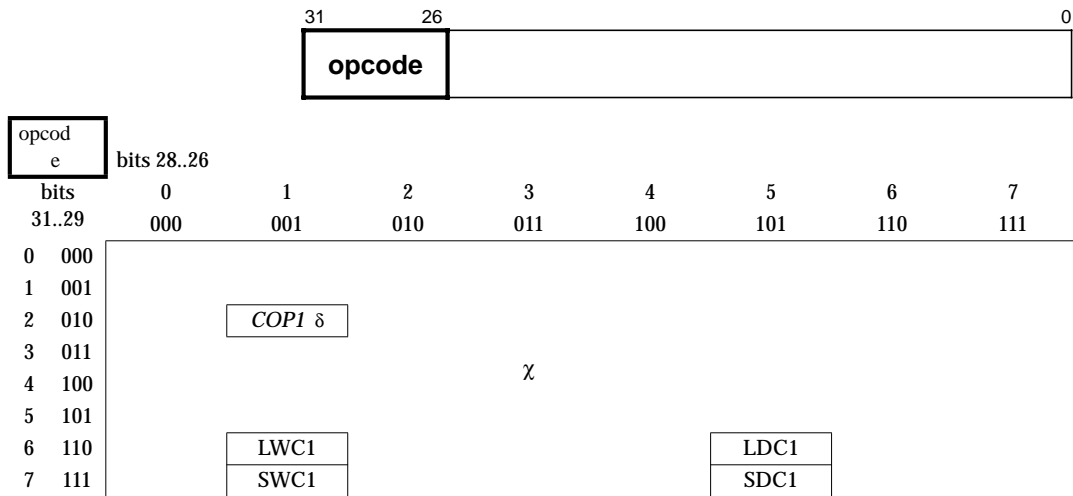 31 26 0
opcode
opcod
e bits 28..26
bits 0 1 2 3 4 5 6 7
31..29 000 001 010 011 100 101 110 111
0 000
1 001
2 010 COP1 δ
3 011
χ
4 100
5 101
6 110 LWC1 LDC1
7 111 SWC1 SDC1